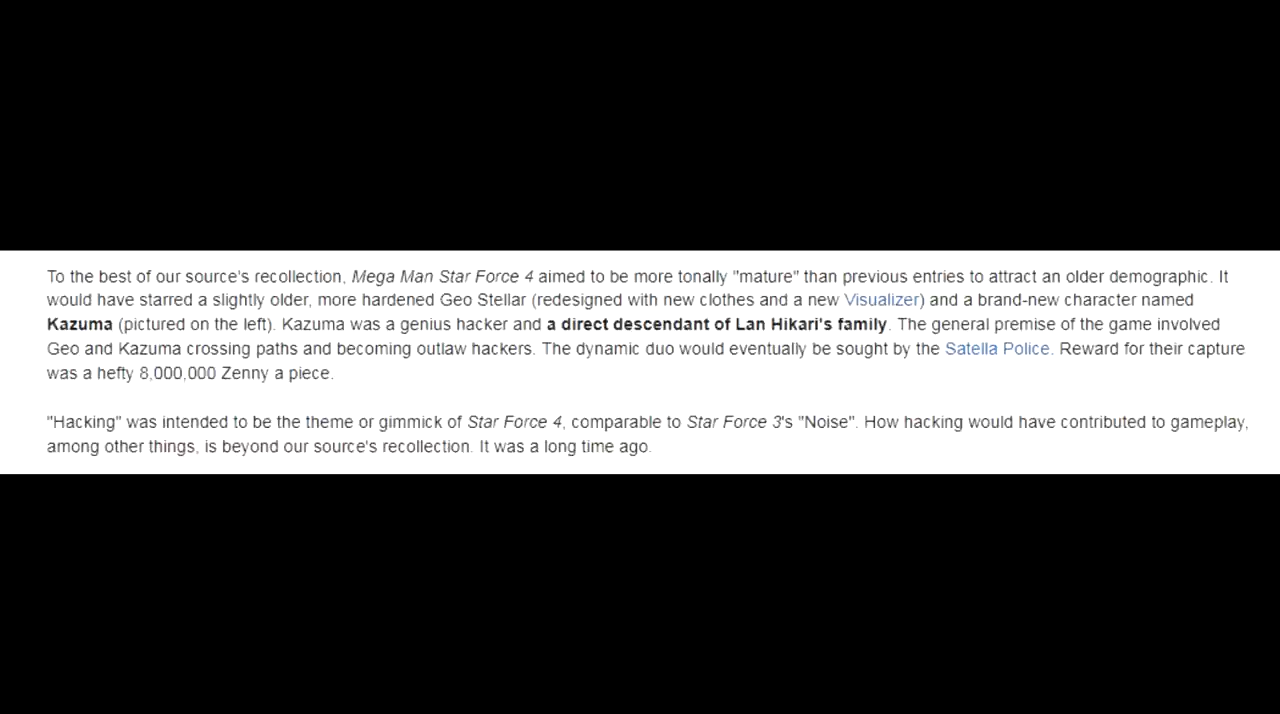 To the best of our source's recollection, Mega Man Star Force 4 aimed to be more tonally "mature" than previous entries to attract an older demographic. It
would have starred a slightly older, more hardened Geo Stellar (redesigned with new clothes and a new Visualizer) and a brand-new character named
Kazuma (pictured on the left). Kazuma was a genius hacker and a direct descendant of Lan Hikari's family. The general premise of the game involved
Geo and Kazuma crossing paths and becoming outlaw hackers. The dynamic duo would eventually be sought by the Satella Police. Reward for their capture
was a hefty 8,000,000 Zenny a piece.
"Hacking" was intended to be the theme or gimmick of Star Force 4, comparable to Star Force 3's "Noise". How hacking would have contributed to gameplay,
among other things, is beyond our source's recollection. It was a long time ago.